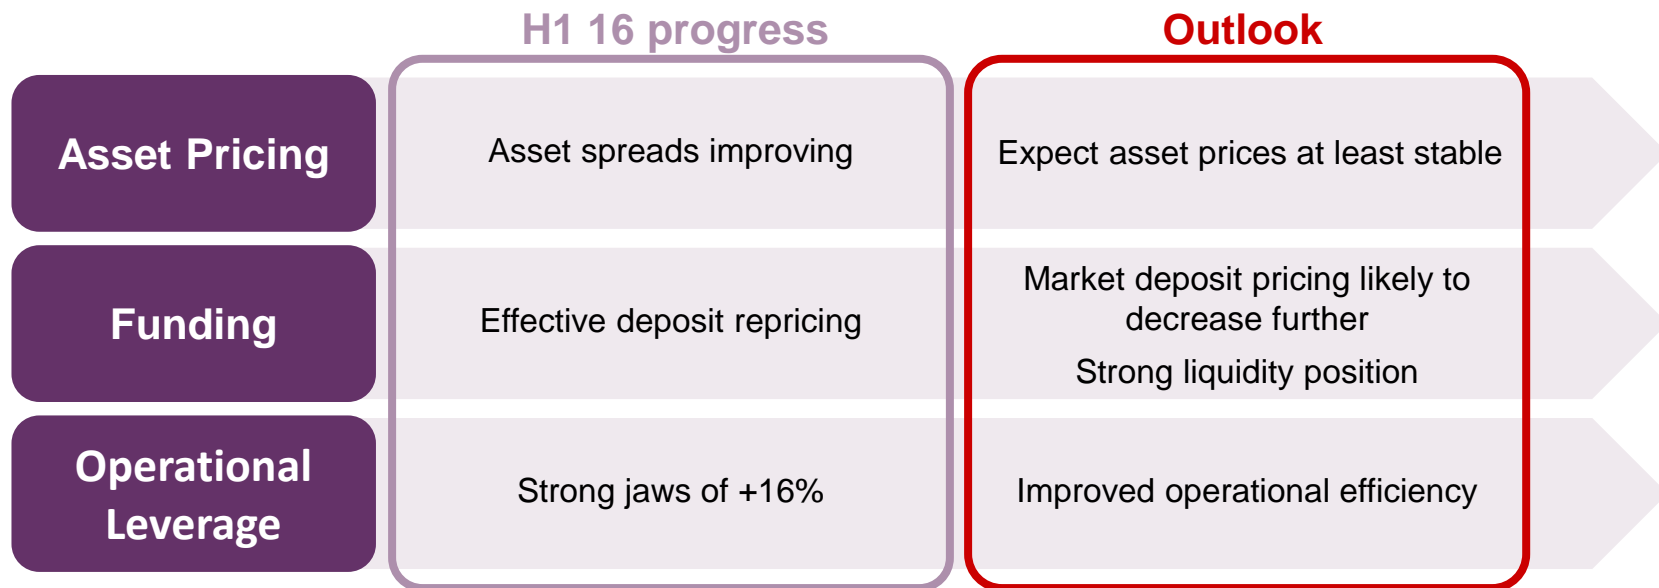 H1 16 progress
Outlook
Asset Pricing
Asset spreads improving
Expect asset prices at least stable
Funding
Effective deposit repricing
Market deposit pricing likely to
decrease further
Strong liquidity position
Operational
Leverage
Strong jaws of +16%
Improved operational efficiency